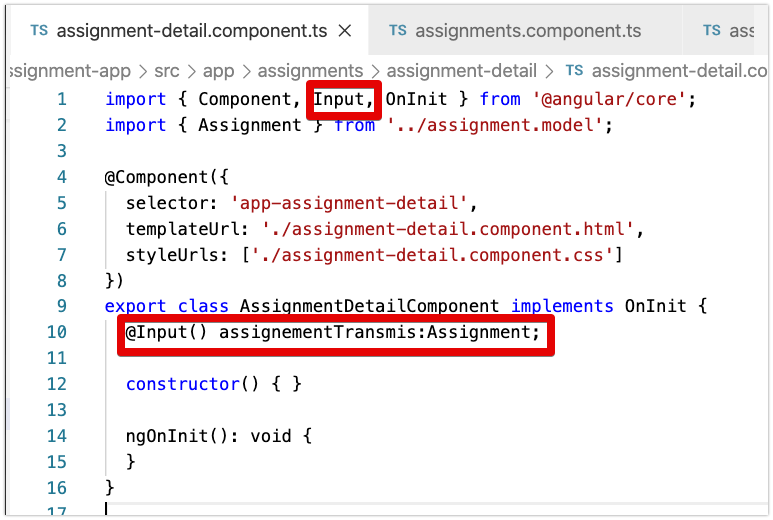 TS assignment-detail.component.ts × TS assignments.component.ts TS
ssignment-app > src > app > assignments > assignment-detail > TS assignment-detail.co
1 import { Component, Input, OnInit } from '@angular/core';
2 import { Assignment } from '../assignment.model';
3
4 @Component({
5 selector: 'app-assignment-detail',
6 templateUrl: './assignment-detail.component.html',
7 styleUrls: ['./assignment-detail.component.css']
8 })
9 export class AssignmentDetailComponent implements OnInit {
10 @Input() assignementTransmis:Assignment;
11
12 constructor() { }
13
14 ngOnInit(): void {
15 }
16 }
17